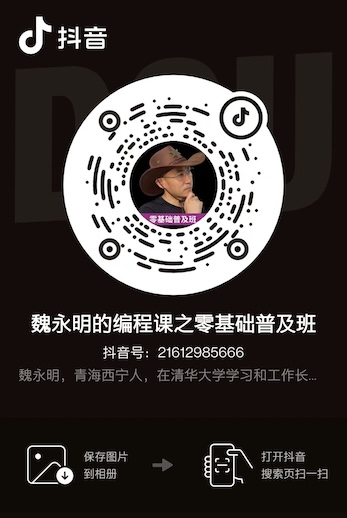 抖音
DOU
零基础普及班
魏永明的编程课之零基础普及班
抖音号：21612985666
魏永明，青海西宁人，在清华大学学习和工作长...
保存图片
到相册
打开抖音
搜索页扫一扫